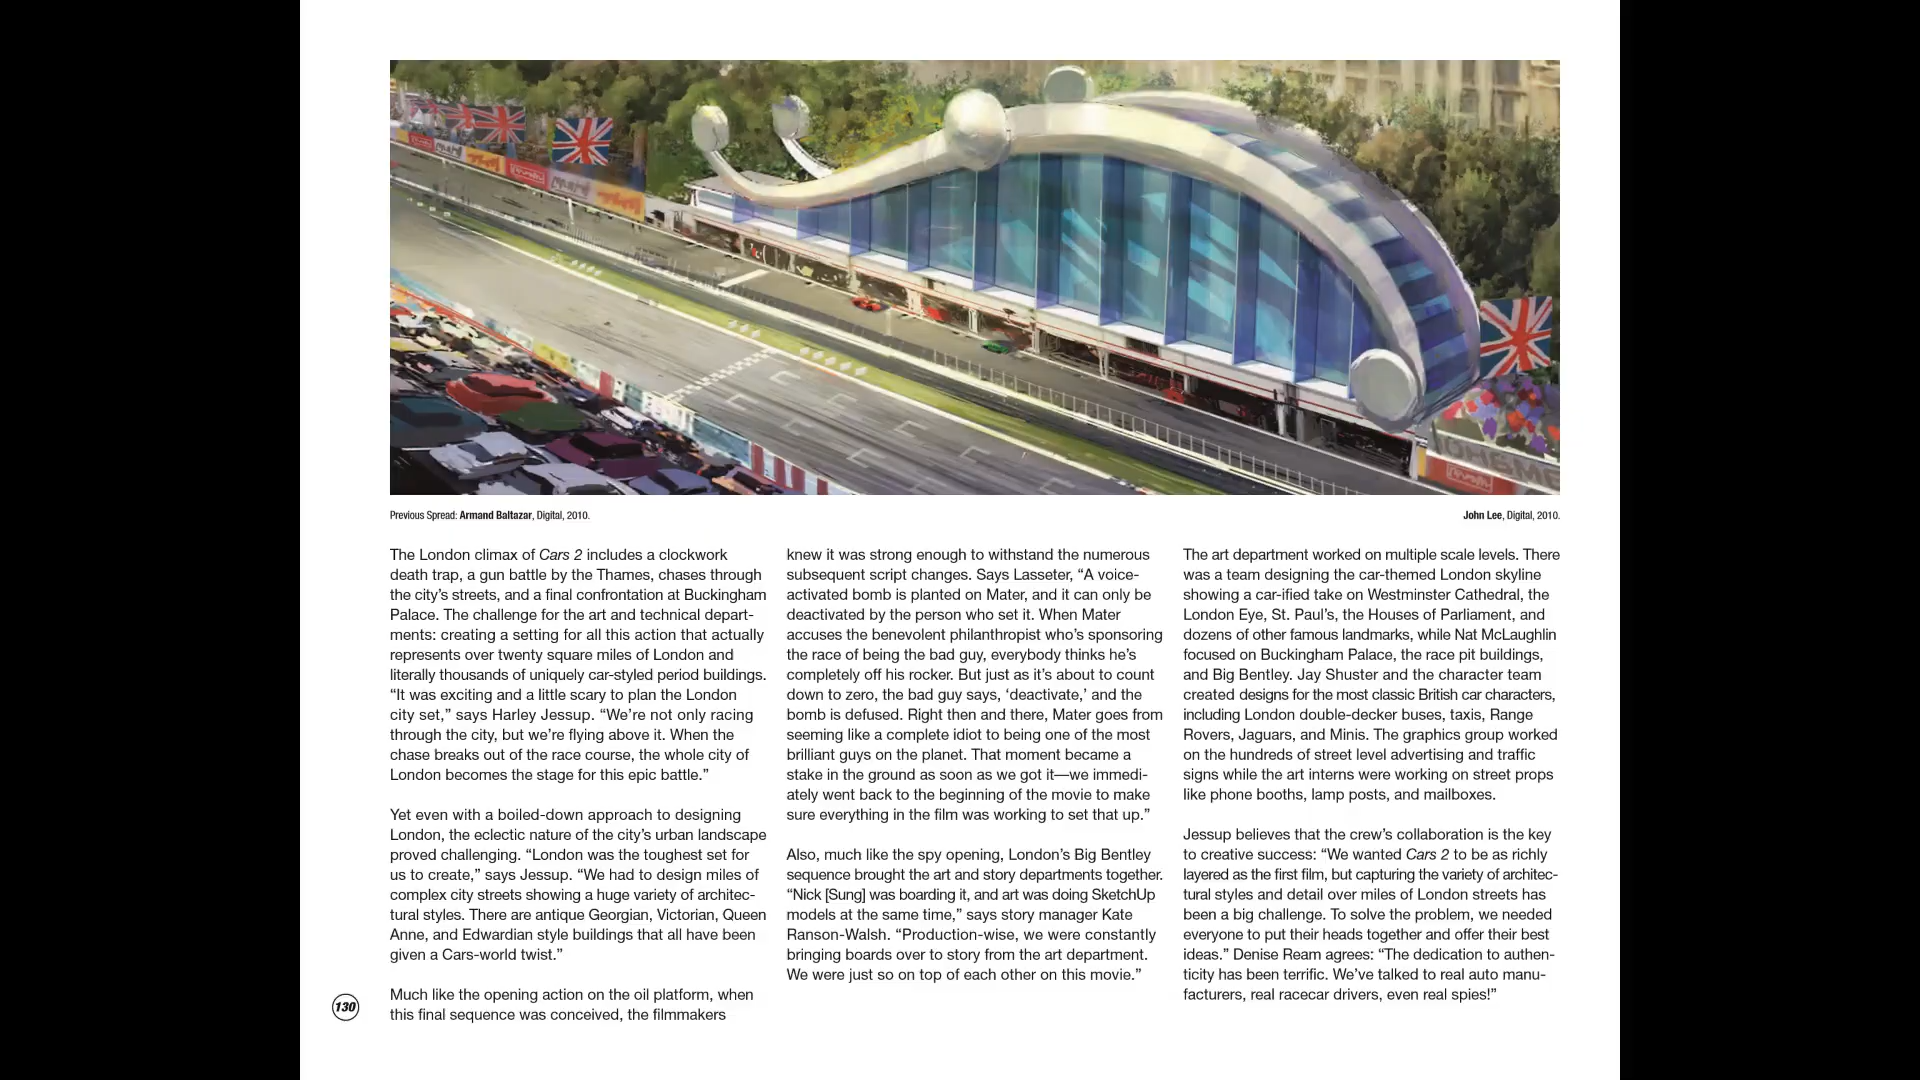 Previous Spread: Armand Baltazar, Digital, 2010.
John Lee, Digital, 2010.
The London climax of Cars 2 includes a clockwork
death trap, a gun battle by the Thames, chases through
the city’s streets, and a final confrontation at Buckingham
Palace. The challenge for the art and technical depart-
ments: creating a setting for all this action that actually
represents over twenty square miles of London and
literally thousands of uniquely car-styled period buildings.
“It was exciting and a little scary to plan the London
city set,” says Harley Jessup. “We’re not only racing
through the city, but we’re flying above it. When the
chase breaks out of the race course, the whole city of
London becomes the stage for this epic battle.”
Yet even with a boiled-down approach to designing
London, the eclectic nature of the city’s urban landscape
proved challenging. “London was the toughest set for
us to create,” says Jessup. “We had to design miles of
complex city streets showing a huge variety of architec-
tural styles. There are antique Georgian, Victorian, Queen
Anne, and Edwardian style buildings that all have been
given a Cars-world twist.”
Much like the opening action on the oil platform, when
this final sequence was conceived, the filmmakers
knew it was strong enough to withstand the numerous
subsequent script changes. Says Lasseter, “A voice-
activated bomb is planted on Mater, and it can only be
deactivated by the person who set it. When Mater
accuses the benevolent philanthropist who’s sponsoring
the race of being the bad guy, everybody thinks he’s
completely off his rocker. But just as it’s about to count
down to zero, the bad guy says, ‘deactivate,’ and the
bomb is defused. Right then and there, Mater goes from
seeming like a complete idiot to being one of the most
brilliant guys on the planet. That moment became a
stake in the ground as soon as we got it—we immedi-
ately went back to the beginning of the movie to make
sure everything in the film was working to set that up.”
Also, much like the spy opening, London’s Big Bentley
sequence brought the art and story departments together.
“Nick [Sung] was boarding it, and art was doing SketchUp
models at the same time,” says story manager Kate
Ranson-Walsh. “Production-wise, we were constantly
bringing boards over to story from the art department.
We were just so on top of each other on this movie.”
The art department worked on multiple scale levels. There
was a team designing the car-themed London skyline
showing a car-ified take on Westminster Cathedral, the
London Eye, St. Paul’s, the Houses of Parliament, and
dozens of other famous landmarks, while Nat McLaughlin
focused on Buckingham Palace, the race pit buildings,
and Big Bentley. Jay Shuster and the character team
created designs for the most classic British car characters,
including London double-decker buses, taxis, Range
Rovers, Jaguars, and Minis. The graphics group worked
on the hundreds of street level advertising and traffic
signs while the art interns were working on street props
like phone booths, lamp posts, and mailboxes.
Jessup believes that the crew’s collaboration is the key
to creative success: “We wanted Cars 2 to be as richly
layered as the first film, but capturing the variety of architec-
tural styles and detail over miles of London streets has
been a big challenge. To solve the problem, we needed
everyone to put their heads together and offer their best
ideas.” Denise Ream agrees: “The dedication to authen-
ticity has been terrific. We’ve talked to real auto manu-
facturers, real racecar drivers, even real spies!”
130